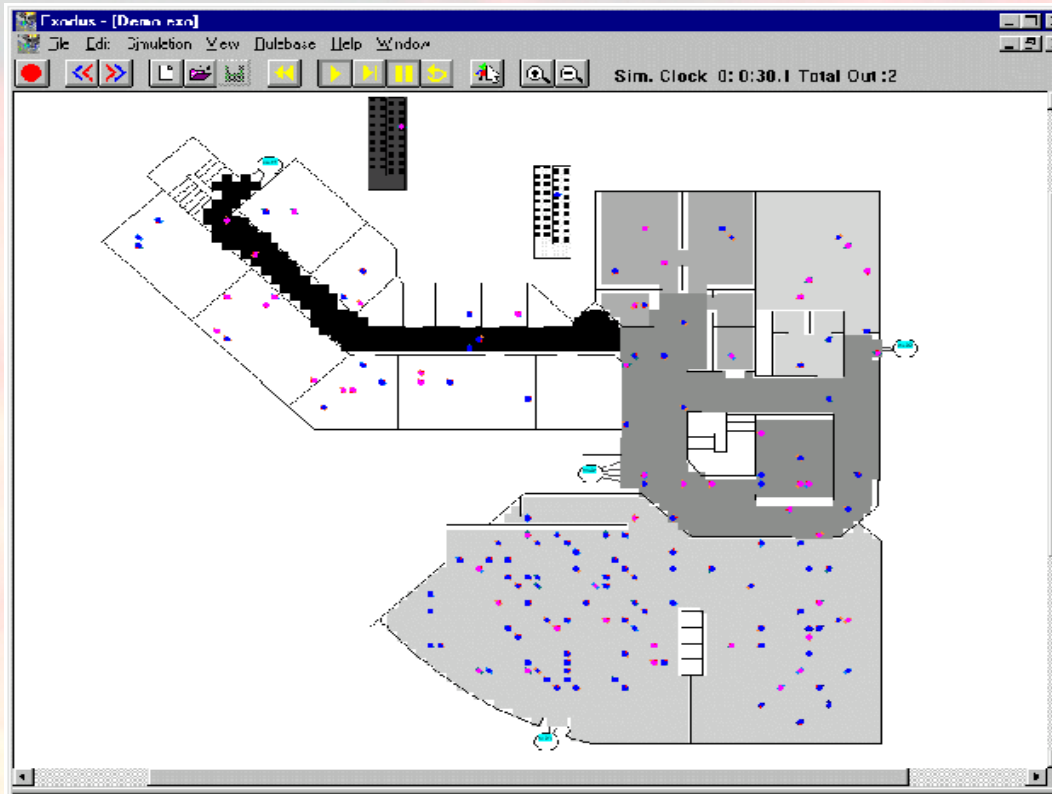 Exodus - [Demo.exo]
File Edit Simulation View Rulebase Help Window
Sim. Clock 0: 0:30.1 Total Out :2